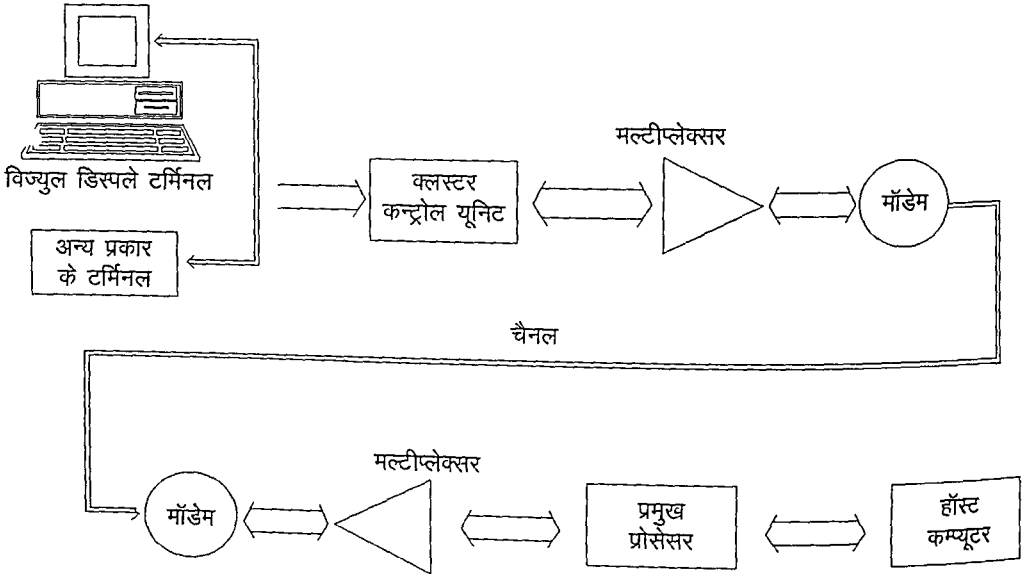 मल्टीप्लेक्सर
विज्युल डिस्पले टर्मिनल
क्लस्टर
कन्ट्रोल यूनिट
मॉडेम
अन्य प्रकार
के टर्मिनल
चैनल
मल्टीप्लेक्सर
मॉडेम
प्रमुख
प्रोसेसर
हॉस्ट
कम्प्यूटर